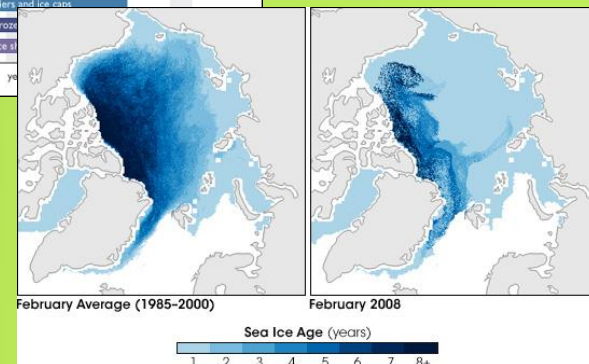 iers and ice caps
February Average (1985–2000)
February 2008
Sea Ice Age (years)
1 2 3 4 5 6 7 8+